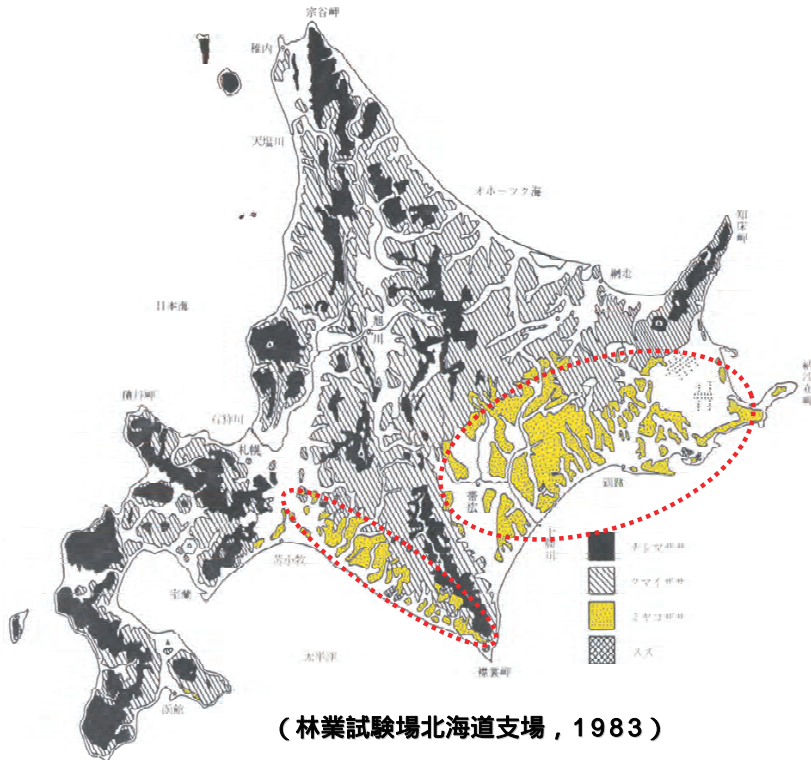 宗谷岬
稚内
天塩川
オホーツク海
知床岬
網走
日本海
旭川
積丹岬
石狩川
札幌
釧路
帯広
十勝川
苫小牧
室蘭
チシマザサ
クマイザサ
ミヤコザサ
スズ
太平洋
襟裳岬
函館
(林業試験場北海道支場,1983)